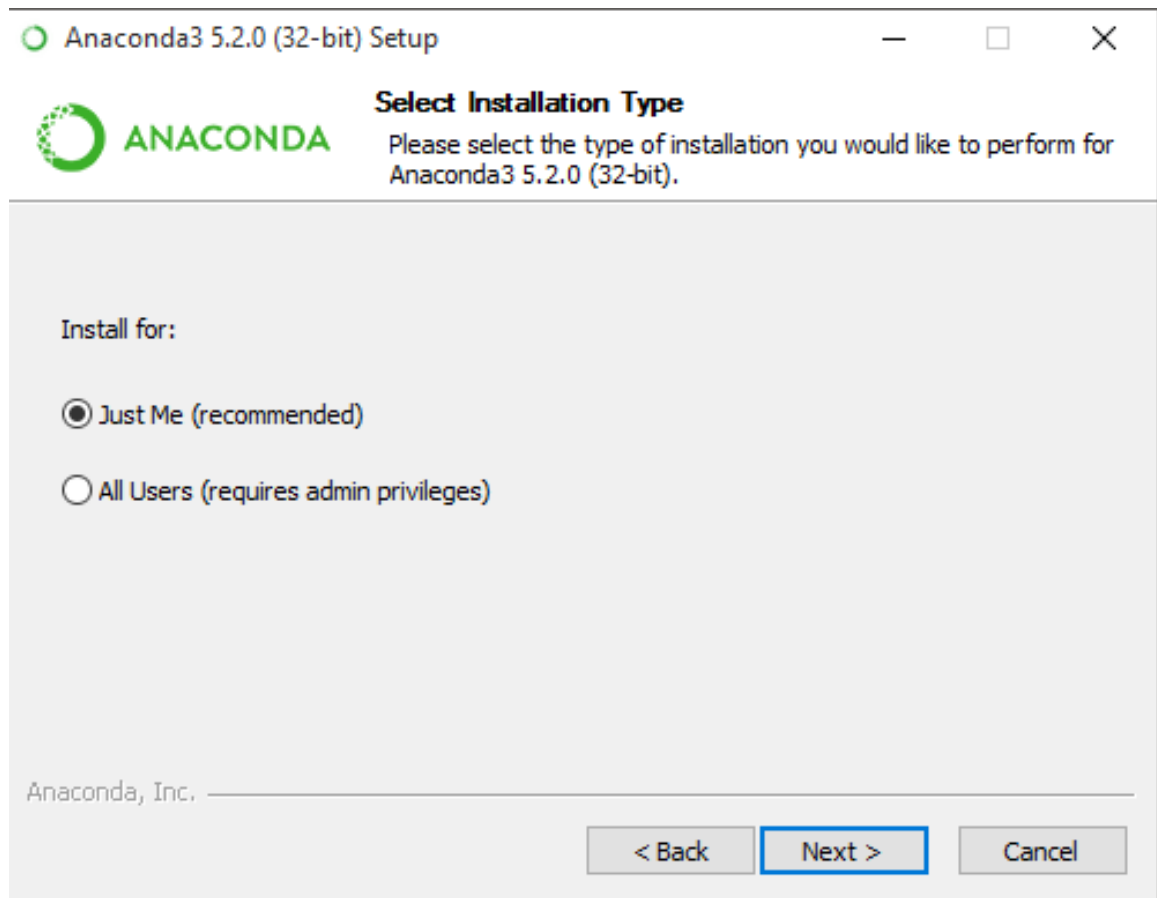 Anaconda3 5.2.0 (32-bit) Setup
ANACONDA
Select Installation Type
Please select the type of installation you would like to perform for
Anaconda3 5.2.0 (32-bit).
Install for:
Just Me (recommended)
All Users (requires admin privileges)
Anaconda, Inc.
< Back
Next >
Cancel